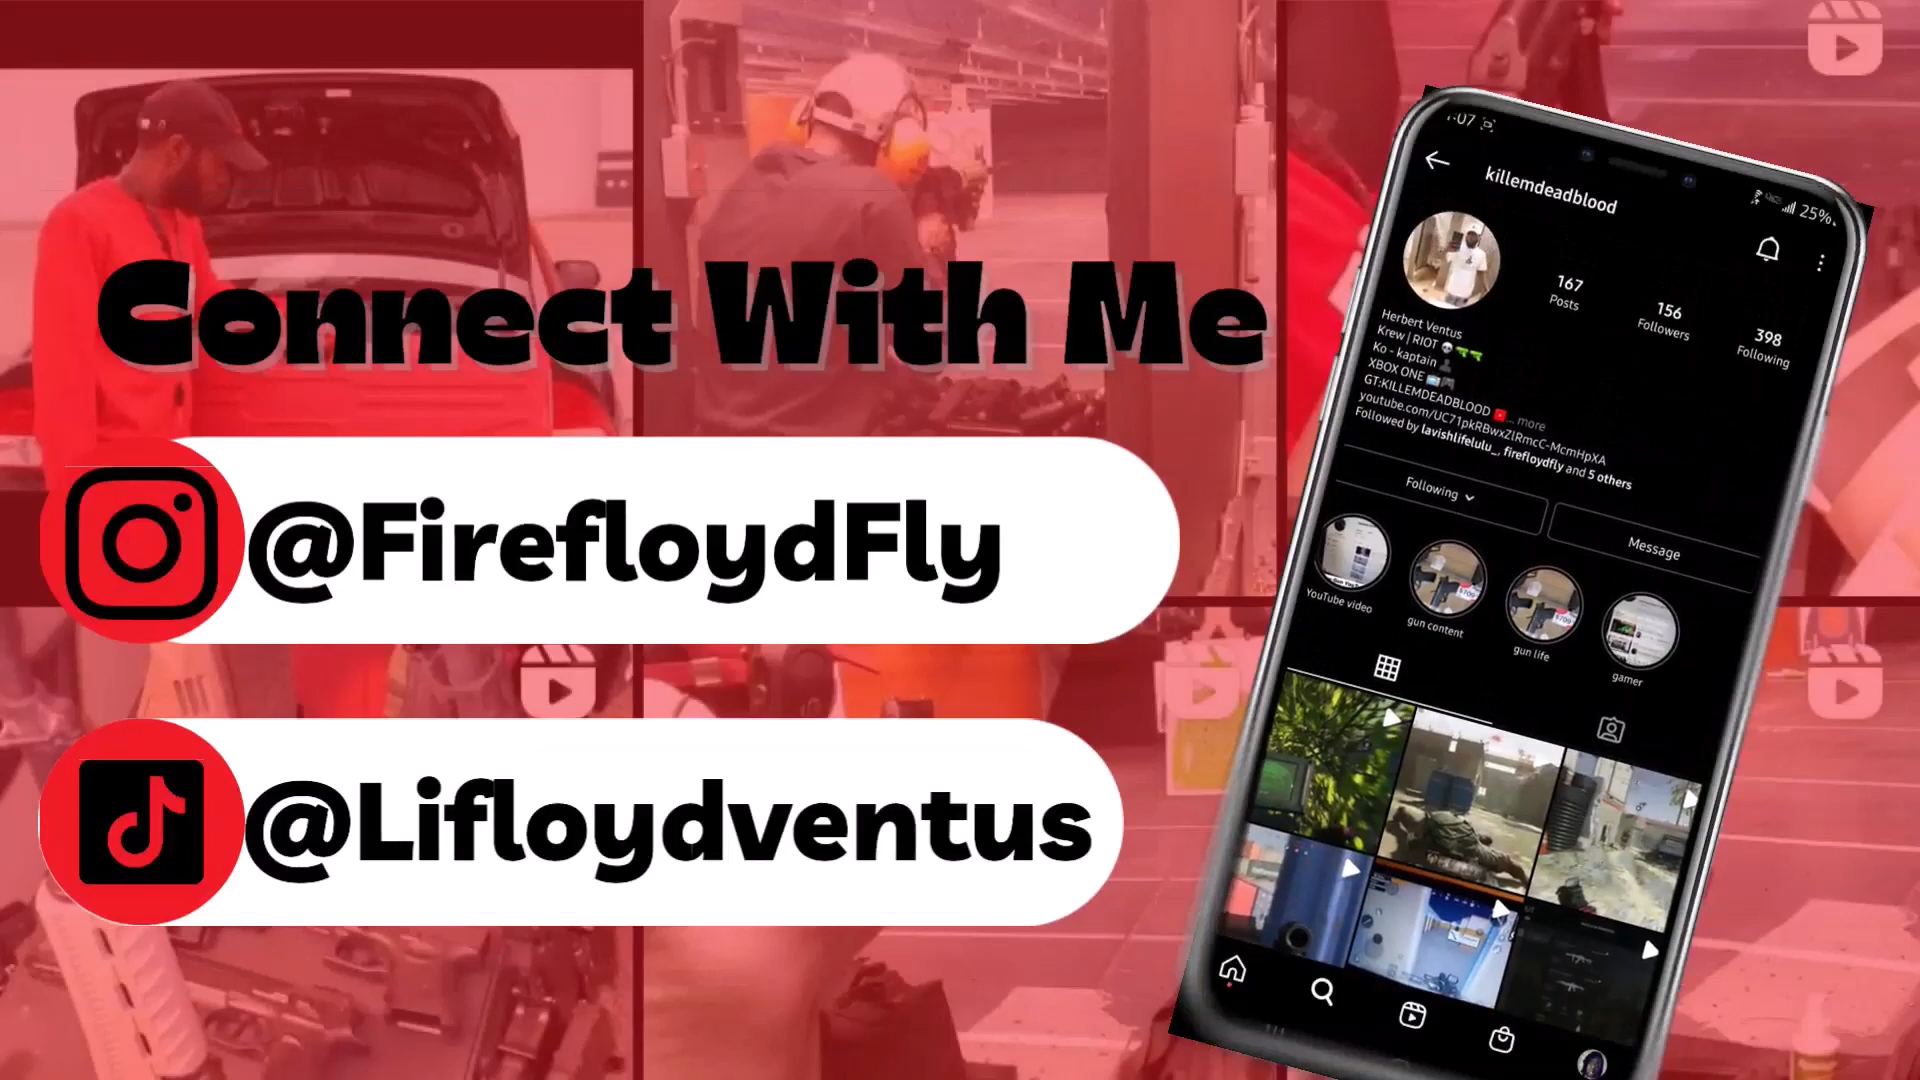 Connect With Me
@FirefloydFly
@Lifloydventus
25%
killemdeadblood
167
Posts
156
Followers
398
Following
Herbert Ventus
Krew | RIOT
Ko - kaptain
XBOX ONE
GT:KILLEMDEADBLOOD ... more
youtube.com/UC71pkRBwxZlRmcC-McmHpXA
Followed by lavishlifelulu_, firefloydfly and 5 others
Following
Message
YouTube video
gun content
gun life
gamer